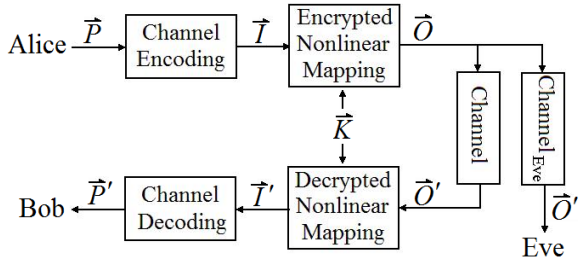 Alice
P⃗
Channel
Encoding
I⃗
Encrypted
Nonlinear
Mapping
O⃗
Channel
Channel Eve
K⃗
Bob
P⃗′
Channel
Decoding
I⃗′
Decrypted
Nonlinear
Mapping
O⃗′
O⃗′
Eve